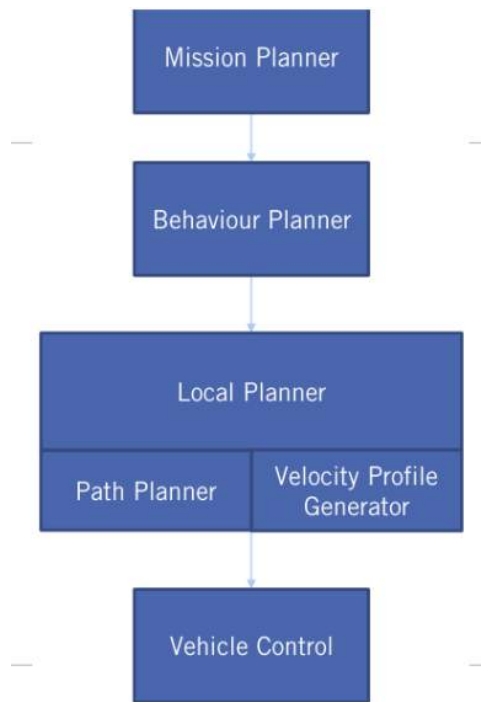 Mission Planner
Behaviour Planner
Local Planner
Path Planner
Velocity Profile
Generator
Vehicle Control